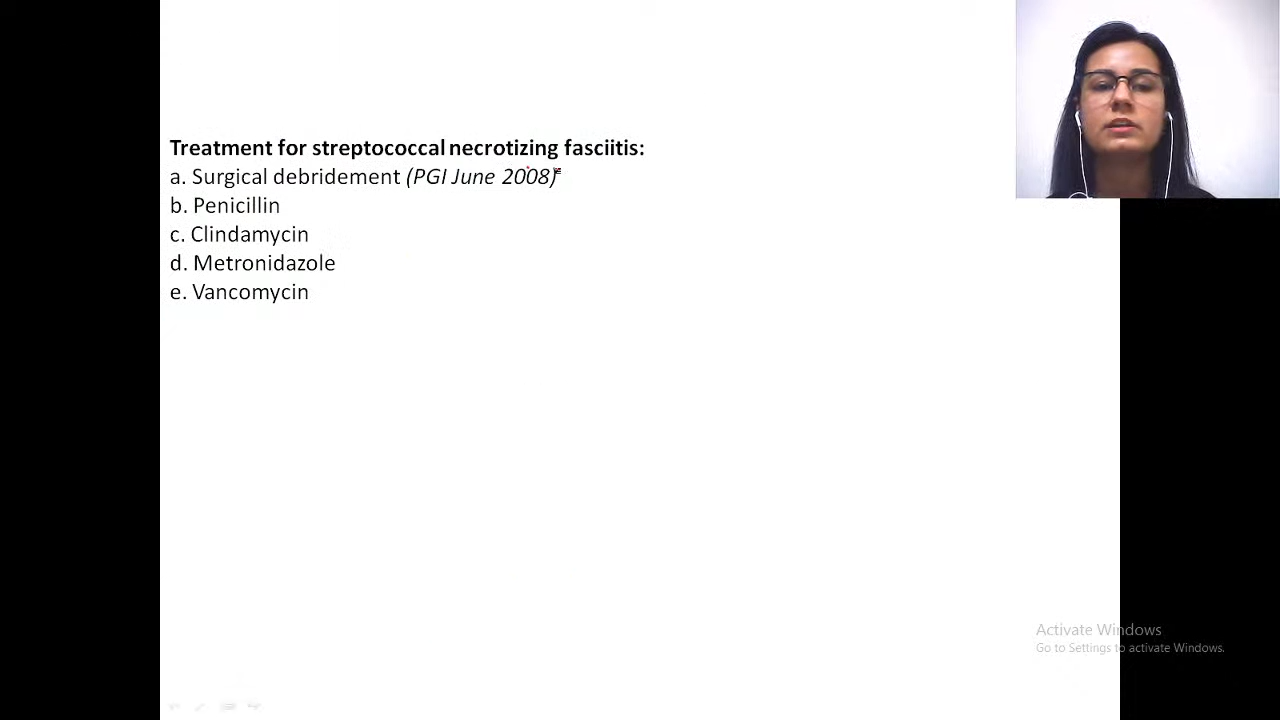 Treatment for streptococcal necrotizing fasciitis:
a. Surgical debridement (PGI June 2008)
b. Penicillin
c. Clindamycin
d. Metronidazole
e. Vancomycin
Activate Windows
Go to Settings to activate Windows.